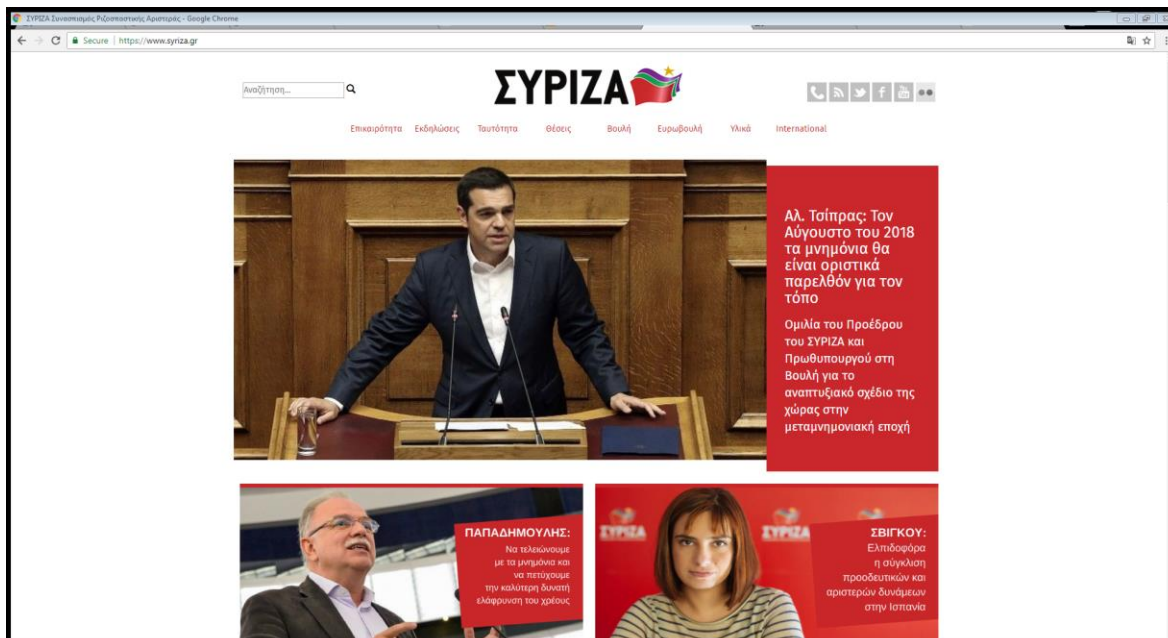 ΣΥΡΙΖΑ Συνασπισμός Ριζοσπαστικής Αριστεράς - Google Chrome
Secure | https://www.syriza.gr
Αναζήτηση...
ΣΥΡΙΖΑ
You
Επικαιρότητα Εκδηλώσεις Ταυτότητα Θέσεις Βουλή Ευρωβουλή Υλικά International
Αλ. Τσίπρας: Τον
Αύγουστο του 2018
τα μνημόνια θα
είναι οριστικά
παρελθόν για τον
τόπο
Ομιλία του Προέδρου
του ΣΥΡΙΖΑ και
Πρωθυπουργού στη
Βουλή για το
αναπτυξιακό σχέδιο της
χώρας στην
μεταμνημονιακή εποχή
ΠΑΠΑΔΗΜΟΥΛΗΣ:
Να τελειώνουμε
με τα μνημόνια και
να πετύχουμε
την καλύτερη δυνατή
ελάφρυνση του χρέους
ΣΥΡΙΖΑ
ΣΥΡΙΖΑ
ΣΒΙΓΚΟΥ:
Ελπιδοφόρα
η σύγκλιση
προοδευτικών και
αριστερών δυνάμεων
στην Ισπανία